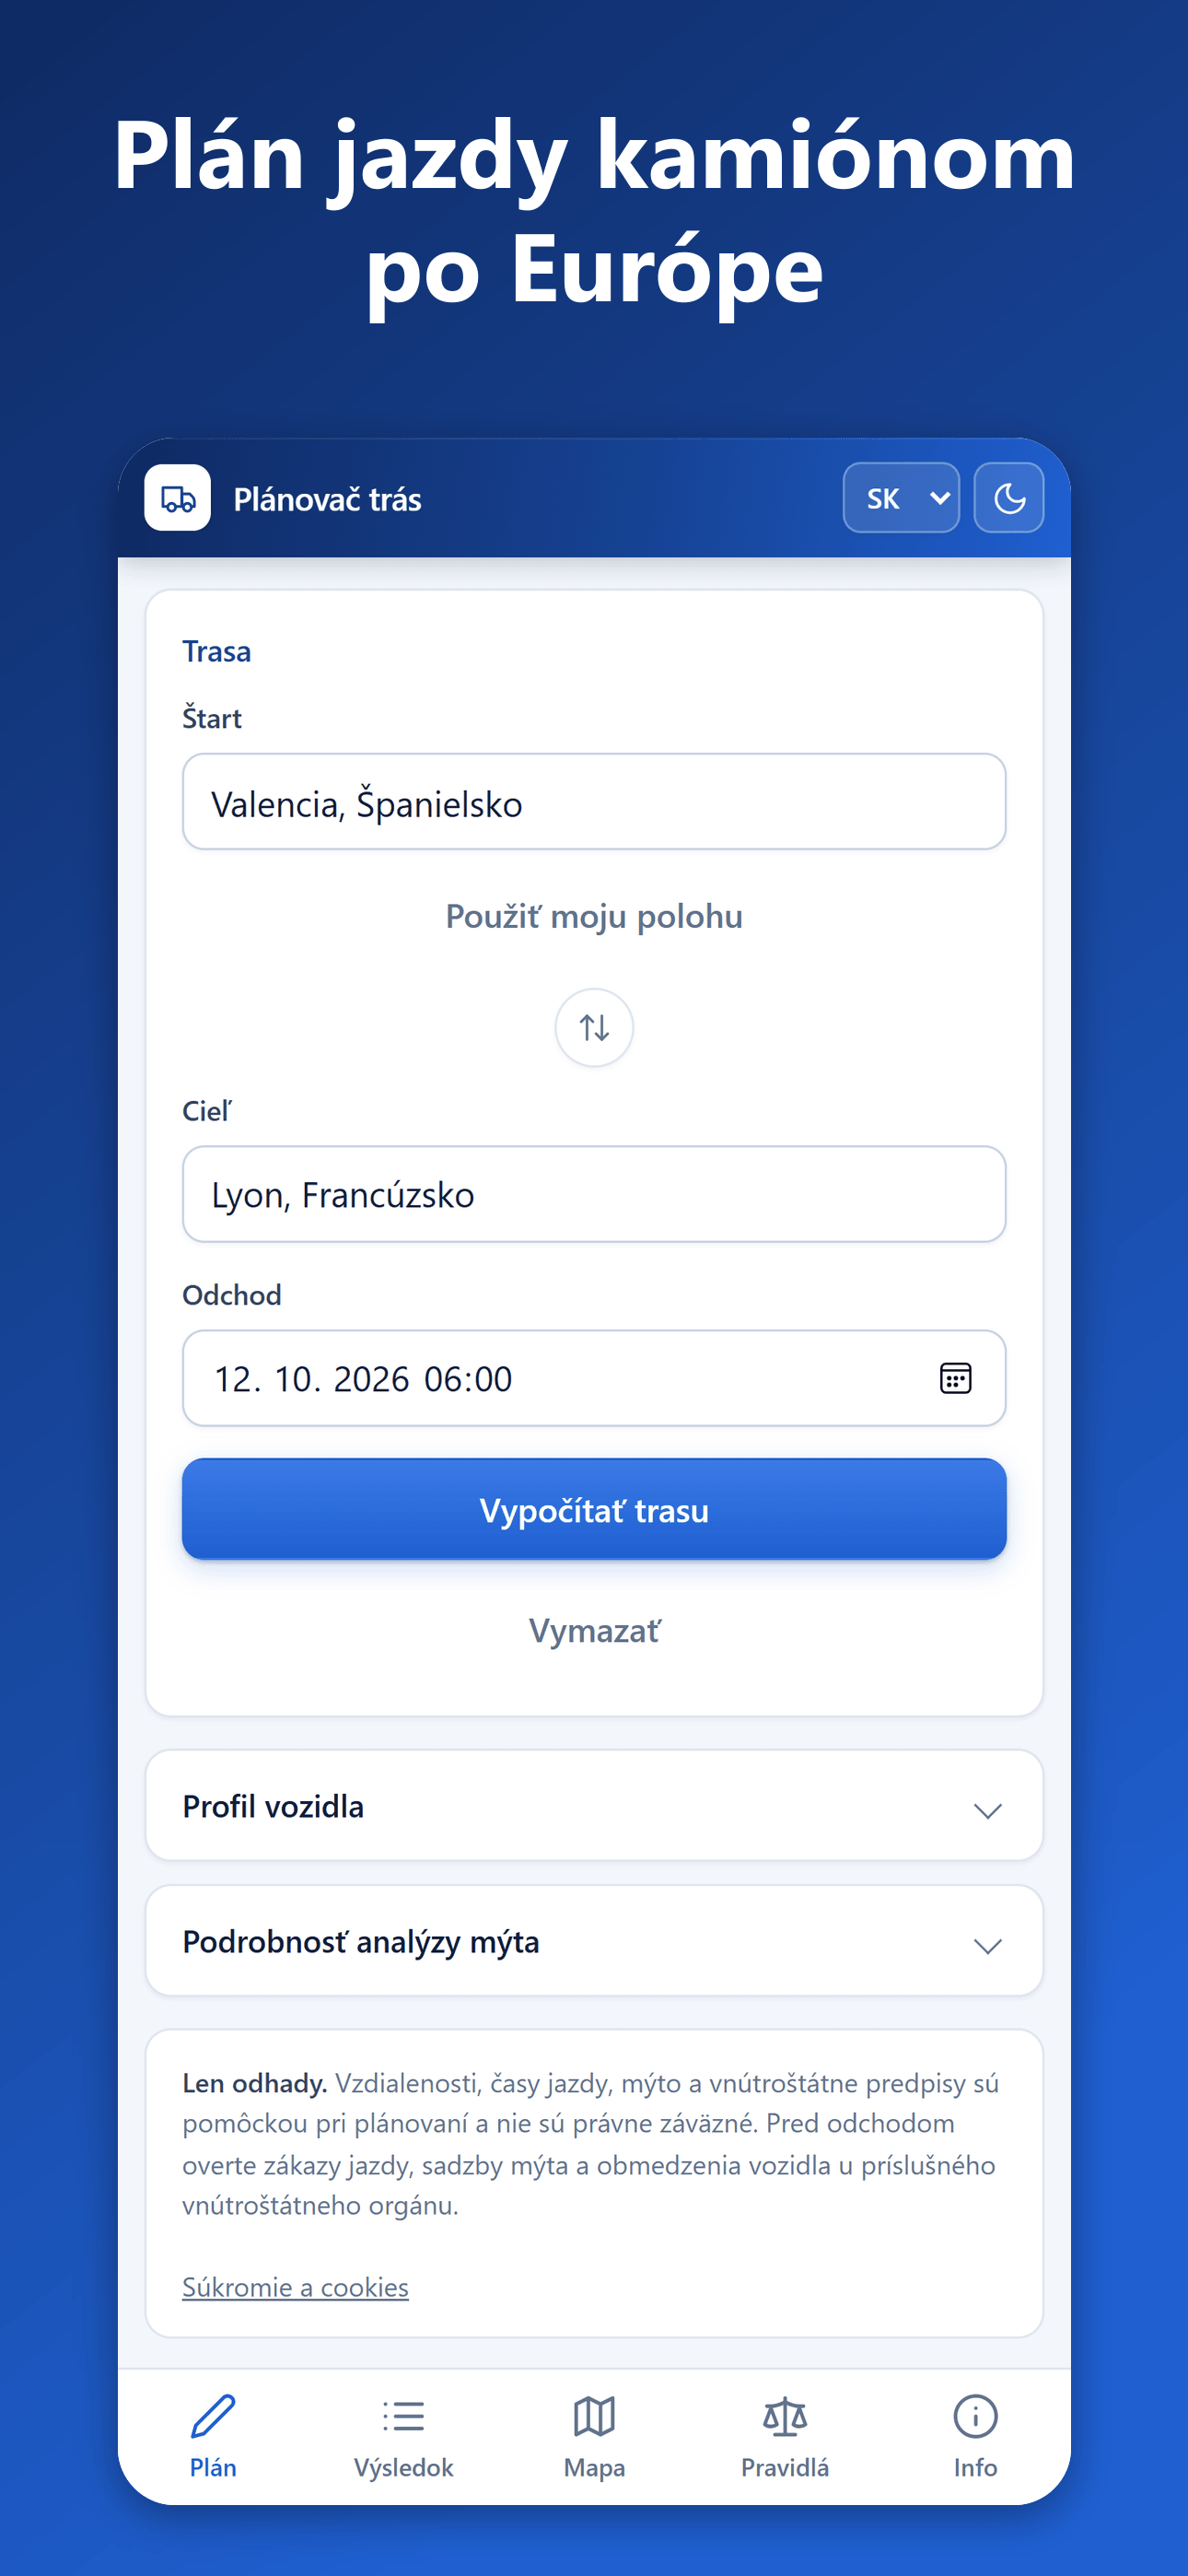 Plán jazdy kamiónom
po Európe
Plánovač trás
SK
Trasa
Štart
Valencia, Španielsko
Použiť moju polohu
Cieľ
Lyon, Francúzsko
Odchod
12. 10. 2026 06:00
Vypočítať trasu
Vymazať
Profil vozidla
Podrobnosť analýzy mýta
Len odhady. Vzdialenosti, časy jazdy, mýto a vnútroštátne predpisy sú
pomôckou pri plánovaní a nie sú právne záväzné. Pred odchodom
overte zákazy jazdy, sadzby mýta a obmedzenia vozidla u príslušného
vnútroštátneho orgánu.
Súkromie a cookies
Plán
Výsledok
Mapa
Pravidlá
Info